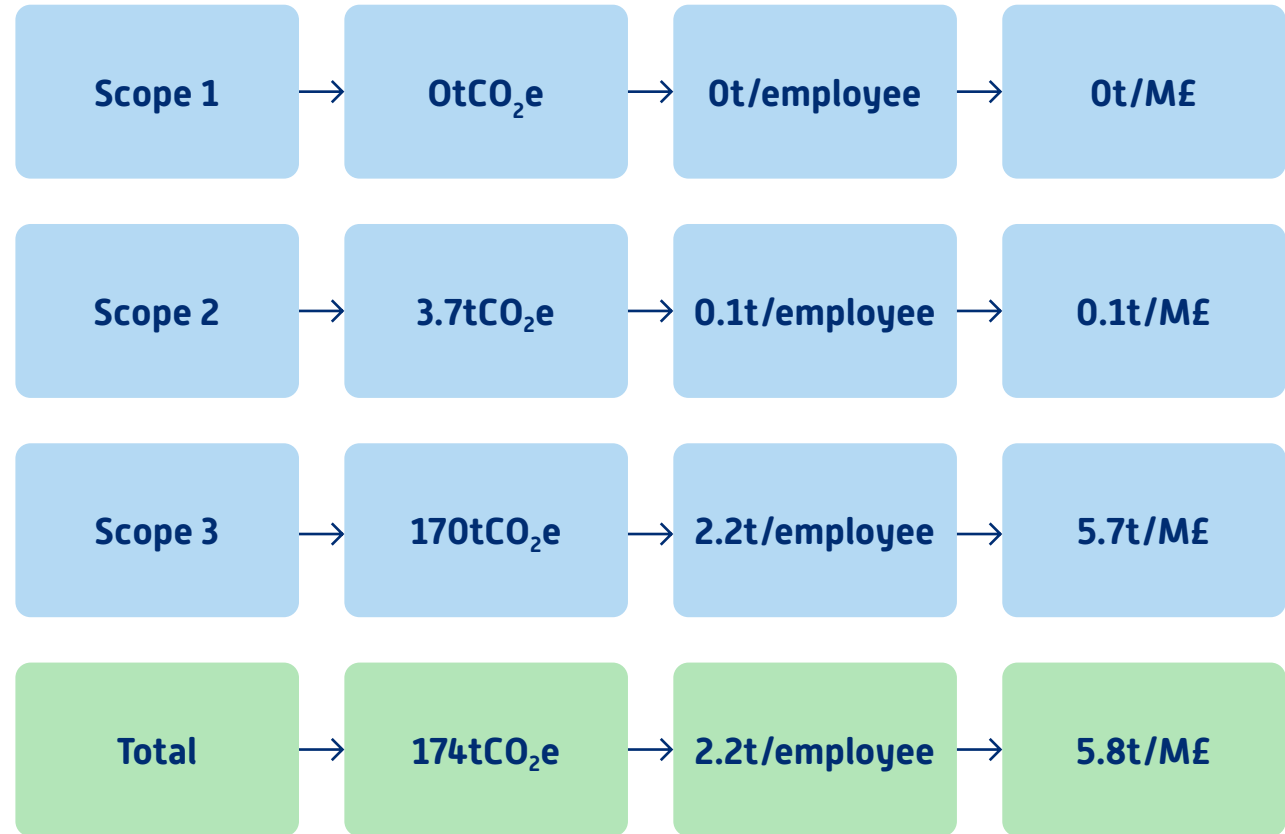 Scope 1 → 0tCO₂e → 0t/employee → 0t/M£
Scope 2 → 3.7tCO₂e → 0.1t/employee → 0.1t/M£
Scope 3 → 170tCO₂e → 2.2t/employee → 5.7t/M£
Total → 174tCO₂e → 2.2t/employee → 5.8t/M£